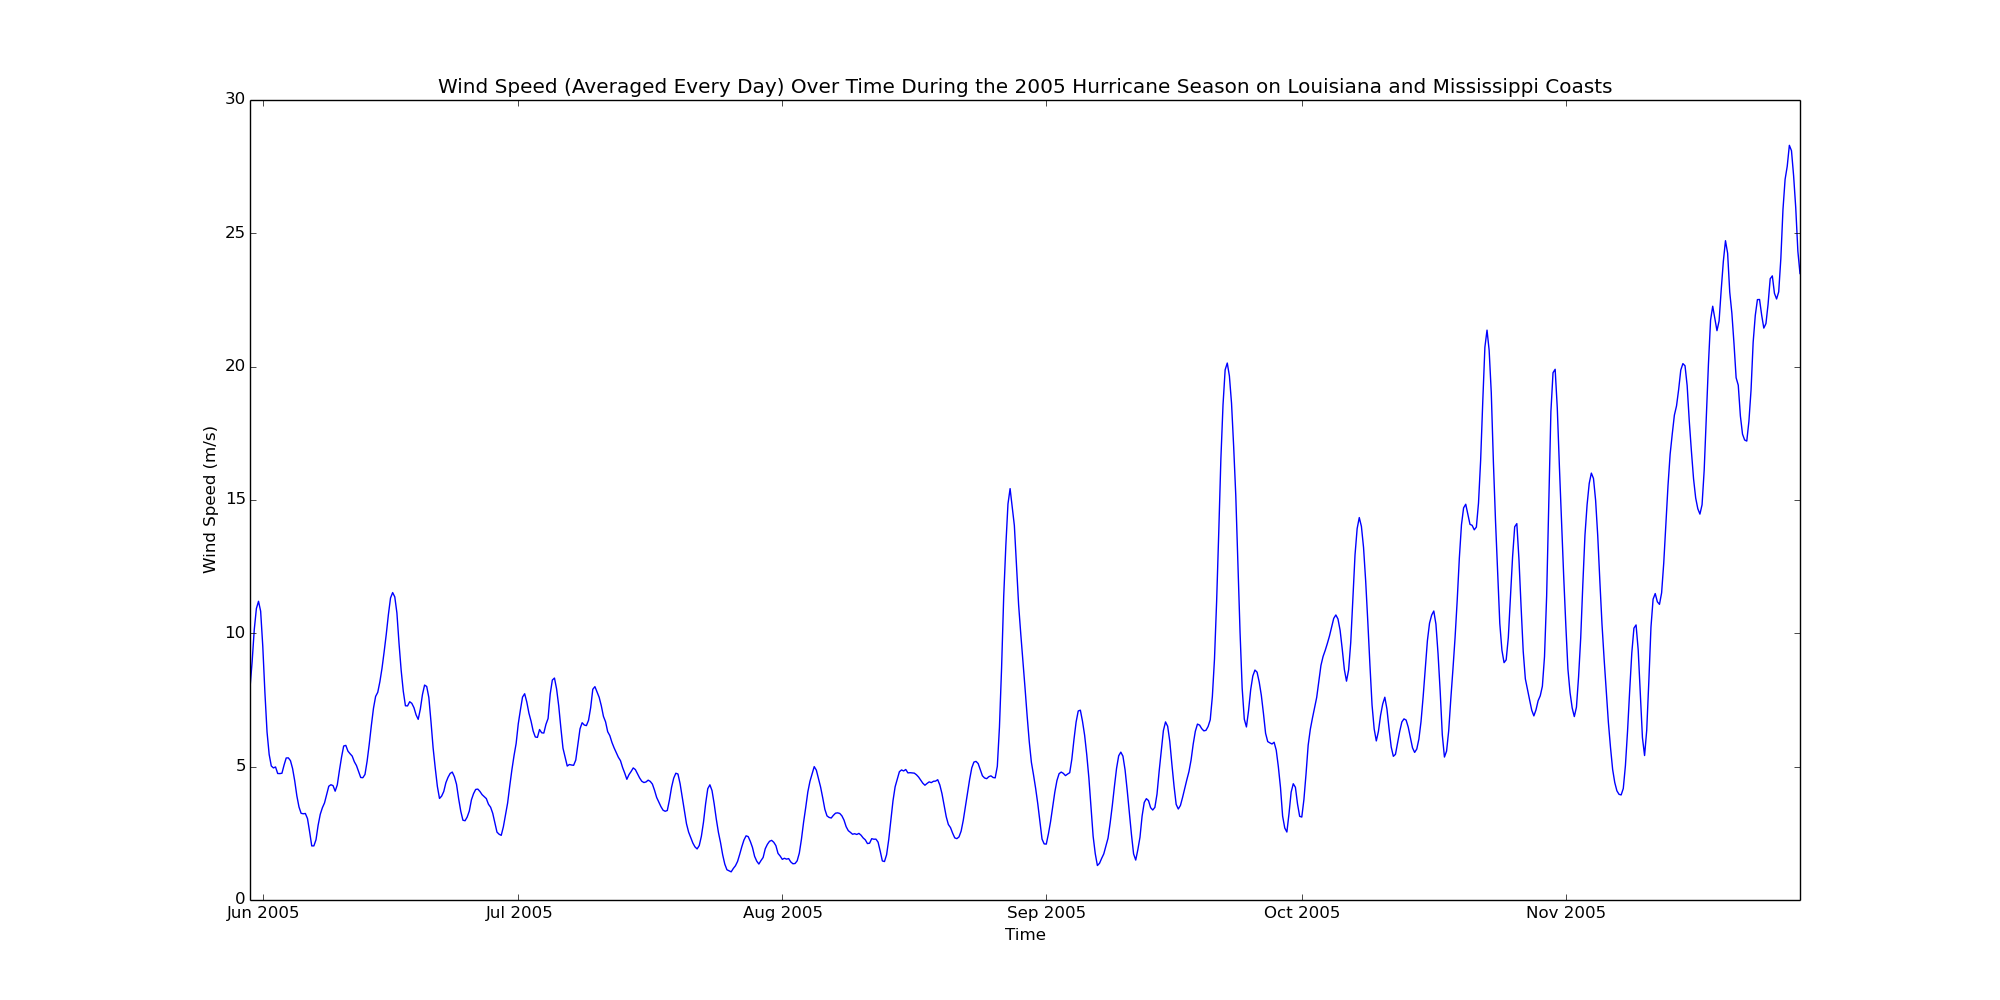 Wind Speed (Averaged Every Day) Over Time During the 2005 Hurricane Season on Louisiana and Mississippi Coasts
30
25
20
15
10
5
0
Wind Speed (m/s)
Jun 2005 Jul 2005 Aug 2005 Sep 2005 Oct 2005 Nov 2005
Time